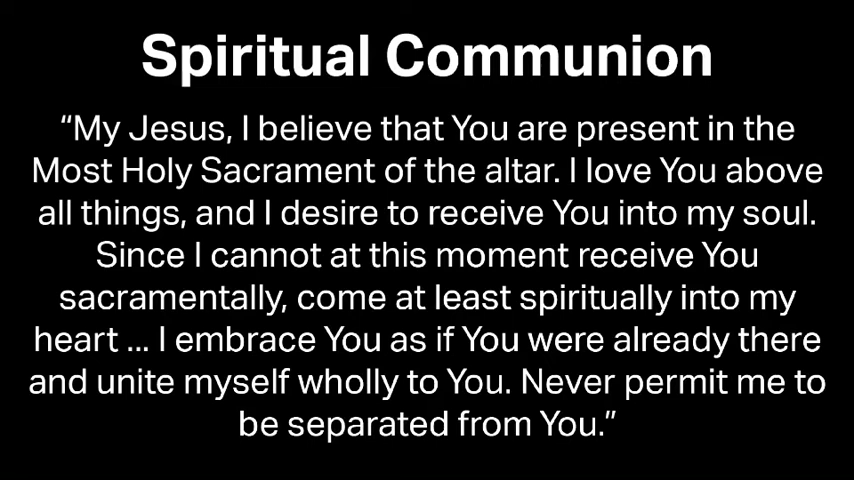 Spiritual Communion
“My Jesus, I believe that You are present in the
Most Holy Sacrament of the altar. I love You above
all things, and I desire to receive You into my soul.
Since I cannot at this moment receive You
sacramentally, come at least spiritually into my
heart ... I embrace You as if You were already there
and unite myself wholly to You. Never permit me to
be separated from You.”